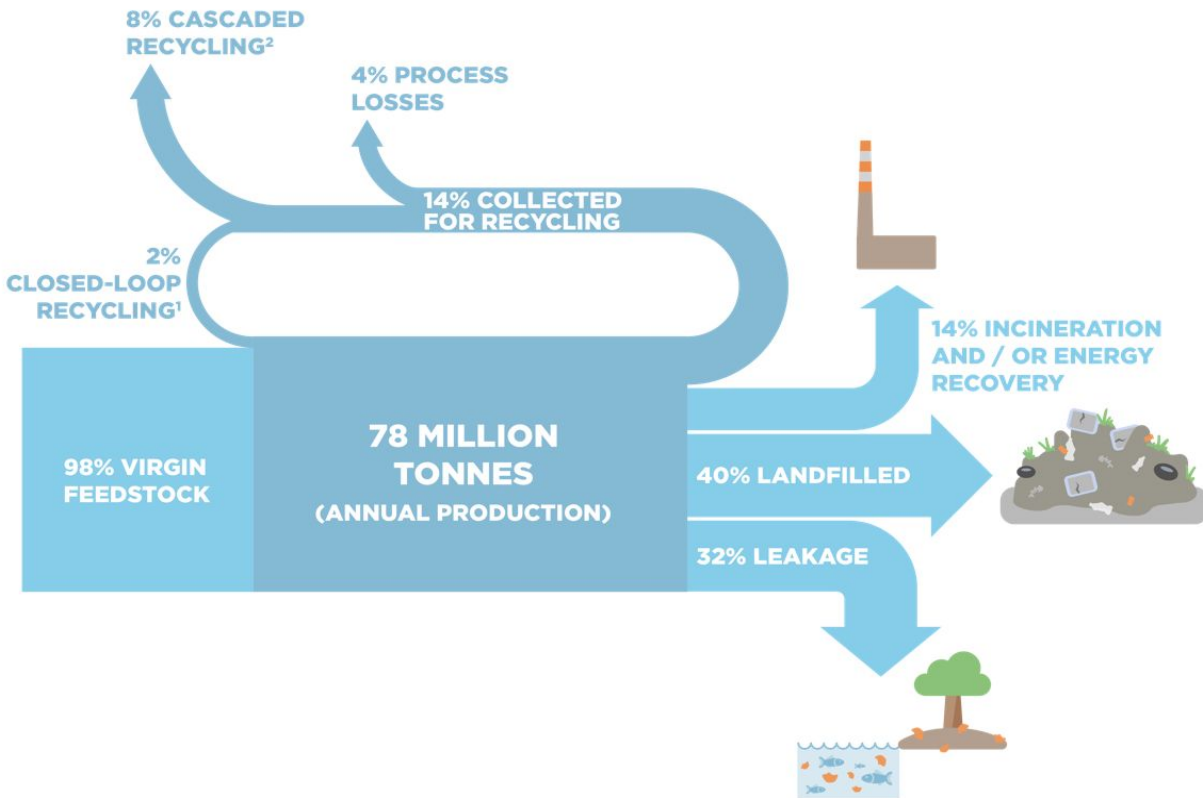 8% CASCADED
RECYCLING²
4% PROCESS
LOSSES
14% COLLECTED
FOR RECYCLING
2%
CLOSED-LOOP
RECYCLING¹
14% INCINERATION
AND / OR ENERGY
RECOVERY
98% VIRGIN
FEEDSTOCK
78 MILLION
TONNES
(ANNUAL PRODUCTION)
40% LANDFILLED
32% LEAKAGE